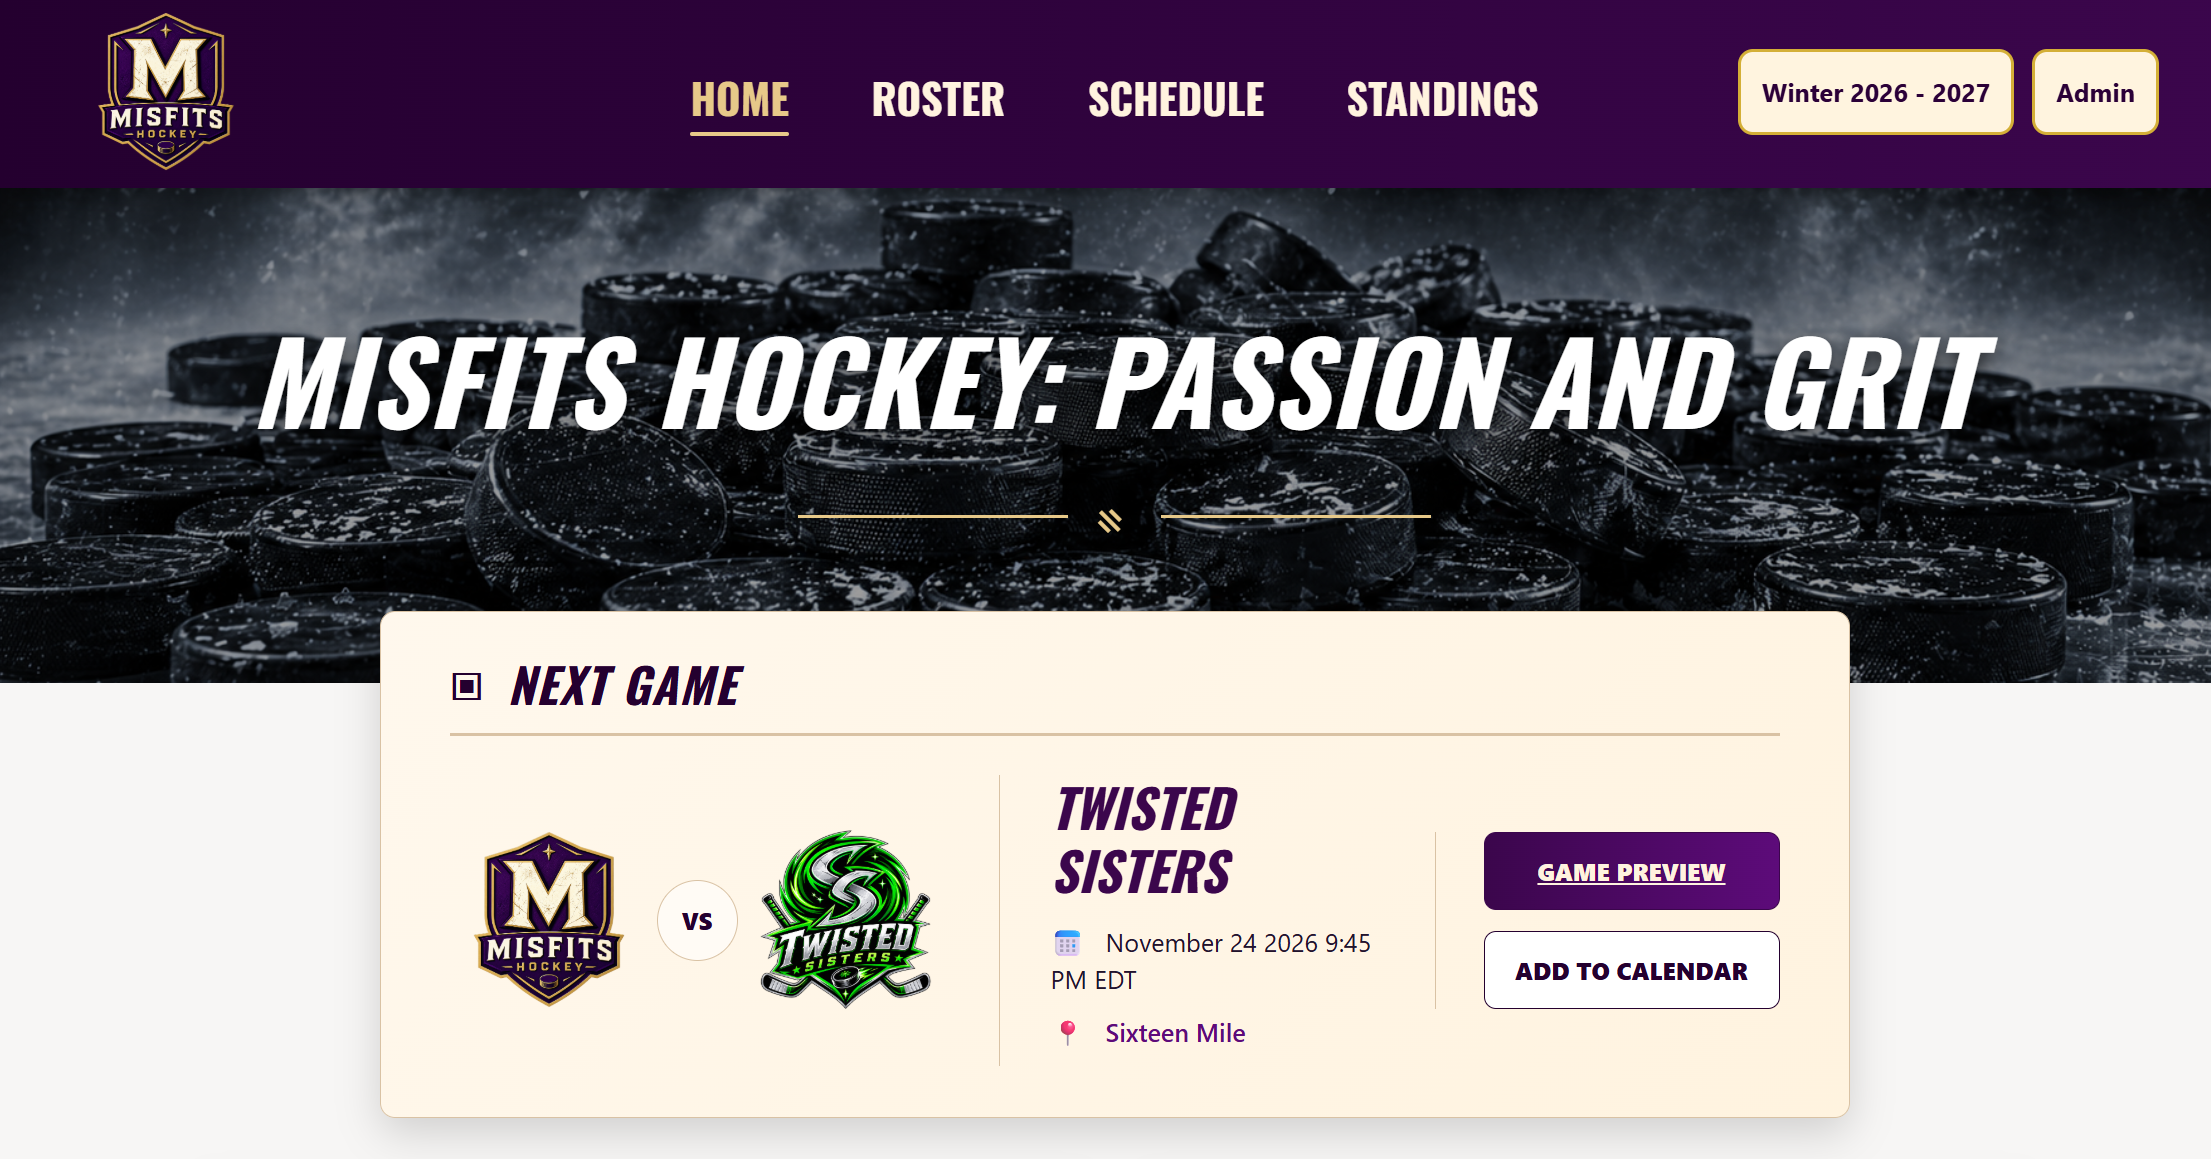 M
MISFITS
HOCKEY
HOME
ROSTER
SCHEDULE
STANDINGS
Winter 2026 - 2027
Admin
MISFITS HOCKEY: PASSION AND GRIT
NEXT GAME
M
MISFITS
HOCKEY
VS
S
TWISTED
SISTERS
TWISTED
SISTERS
November 24 2026 9:45
PM EDT
Sixteen Mile
GAME PREVIEW
ADD TO CALENDAR